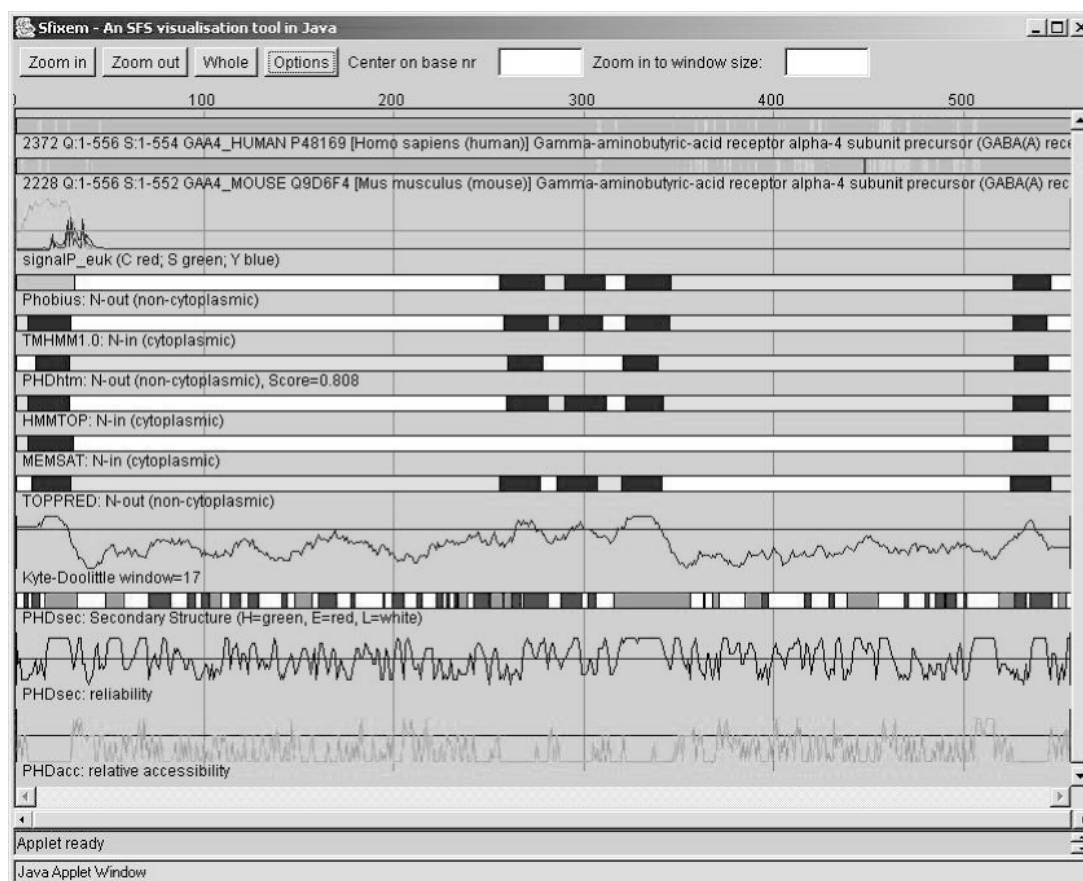 Sfixem - An SFS visualisation tool in Java
Zoom in Zoom out Whole Options Center on base nr Zoom in to window size:
100 200 300 400 500
2372 Q:1-556 S:1-554 GAA4_HUMAN P48169 [Homo sapiens (human)] Gamma-aminobutyric-acid receptor alpha-4 subunit precursor (GABA(A) rece
2228 Q:1-556 S:1-552 GAA4_MOUSE Q9D6F4 [Mus musculus (mouse)] Gamma-aminobutyric-acid receptor alpha-4 subunit precursor (GABA(A) rec
signalP_euk (C red; S green; Y blue)
Phobius: N-out (non-cytoplasmic)
TMHMM1.0: N-in (cytoplasmic)
PHDhtm: N-out (non-cytoplasmic), Score=0.808
HMMTOP: N-in (cytoplasmic)
MEMSAT: N-in (cytoplasmic)
TOPPRED: N-out (non-cytoplasmic)
Kyte-Doolittle window=17
PHDsec: Secondary Structure (H=green, E=red, L=white)
PHDsec: reliability
PHDacc: relative accessibility
Applet ready
Java Applet Window